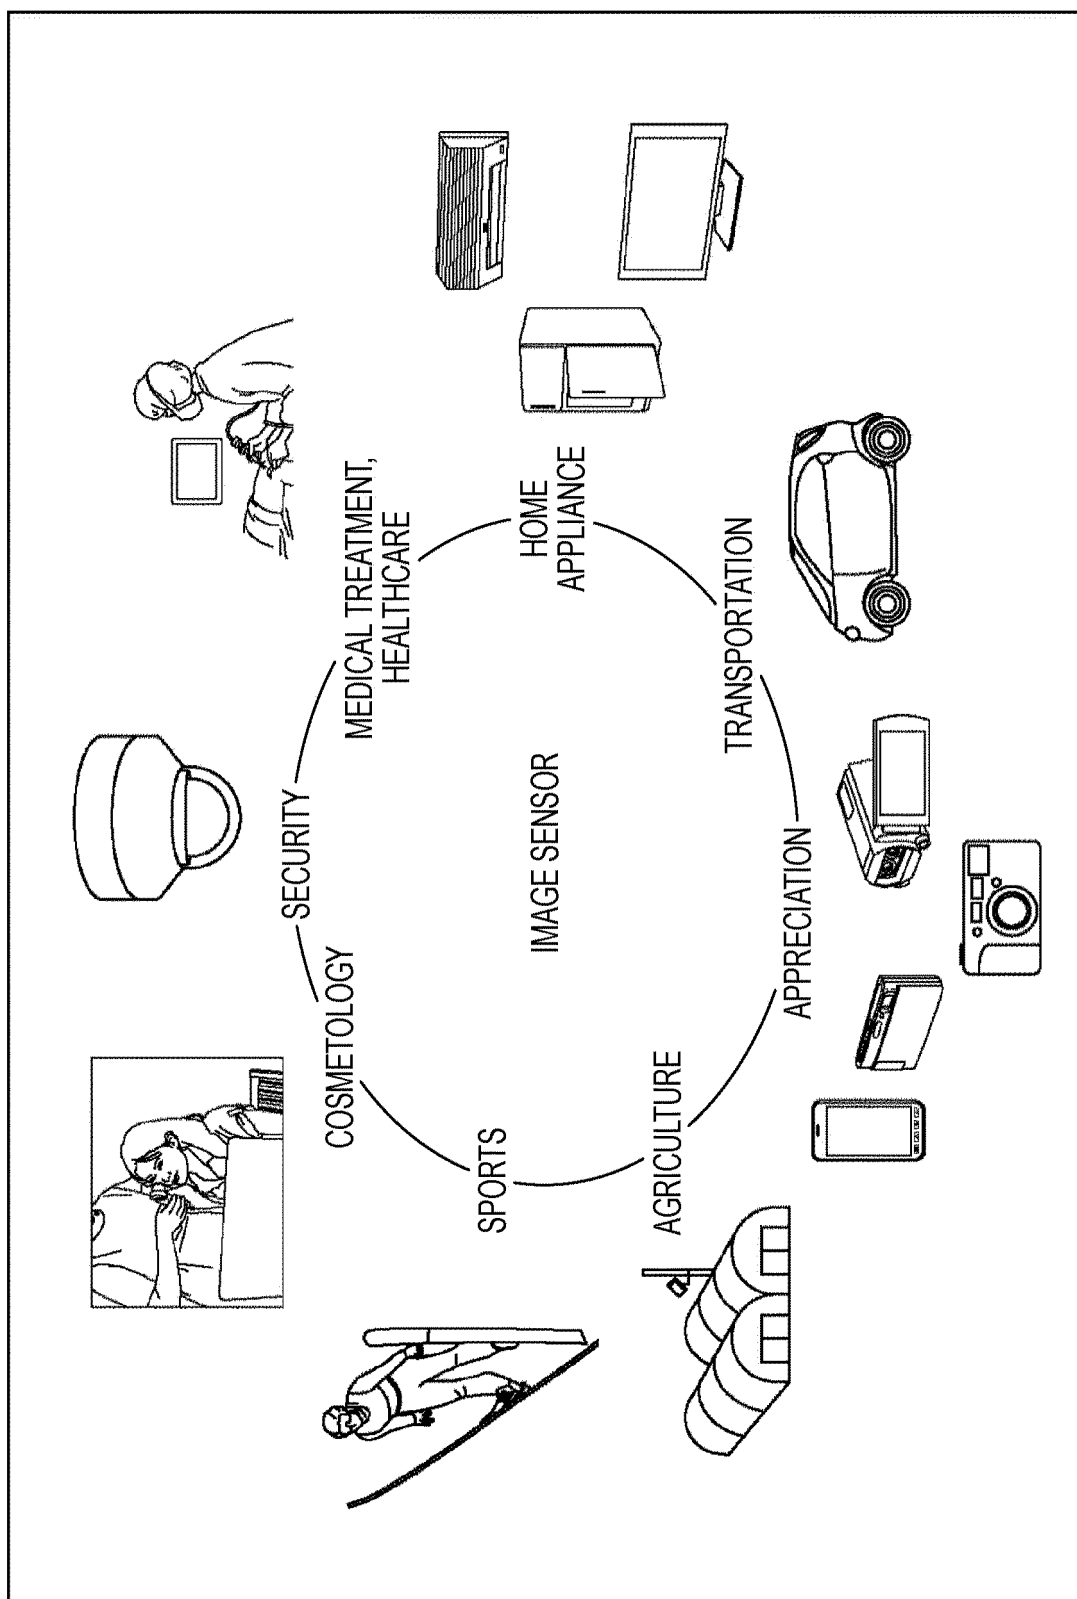 SECURITY
MEDICAL TREATMENT,
HEALTHCARE
COSMETOLOGY
HOME
APPLIANCE
IMAGE SENSOR
SPORTS
TRANSPORTATION
AGRICULTURE
APPRECIATION